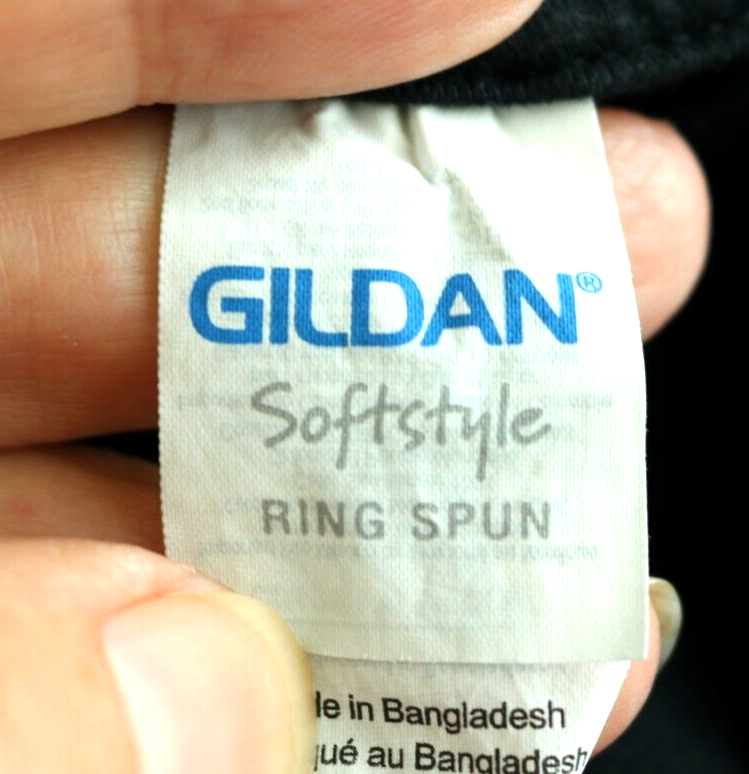 GILDAN®
Softstyle
RING SPUN
le in Bangladesh
qué au Bangladesh